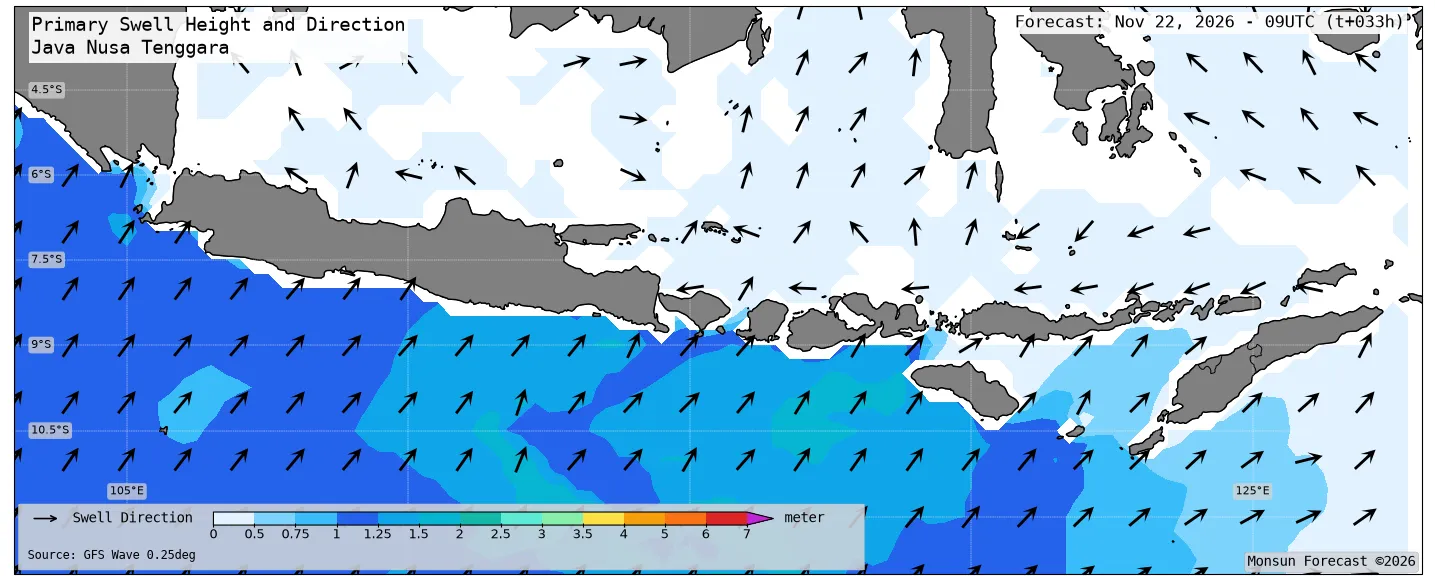 Primary Swell Height and Direction
Java Nusa Tenggara
Forecast: Nov 22, 2026 - 09UTC (t+033h)
4.5°S
6°S
7.5°S
9°S
10.5°S
105°E
125°E
Swell Direction
0 0.5 0.75 1 1.25 1.5 2 2.5 3 3.5 4 5 6 7
meter
Source: GFS Wave 0.25deg
Monsun Forecast ©2026